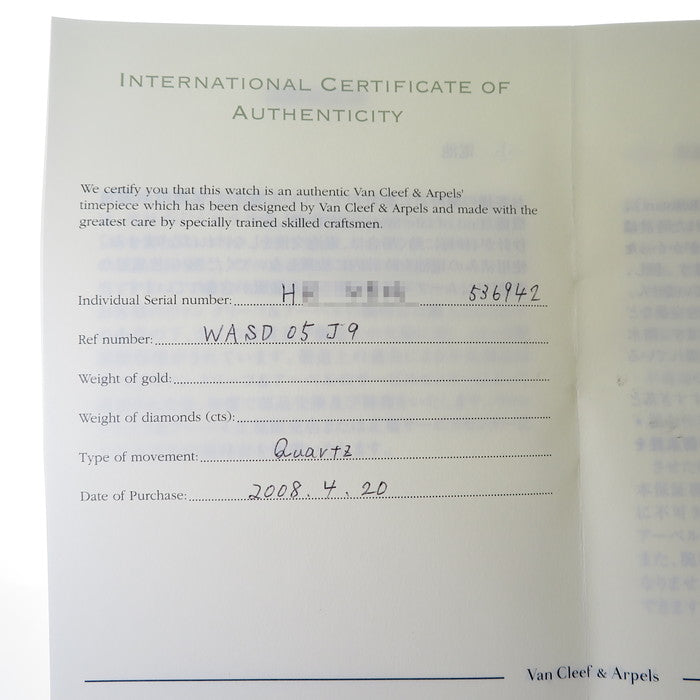 INTERNATIONAL CERTIFICATE OF
AUTHENTICITY
We certify you that this watch is an authentic Van Cleef & Arpels'
timepiece which has been designed by Van Cleef & Arpels and made with the
greatest care by specially trained skilled craftsmen.
Individual Serial number: H 536942
Ref number: WASD 05 J9
Weight of gold:
Weight of diamonds (cts):
Type of movement: Quartz
Date of Purchase: 2008. 4. 20
Van Cleef & Arpels